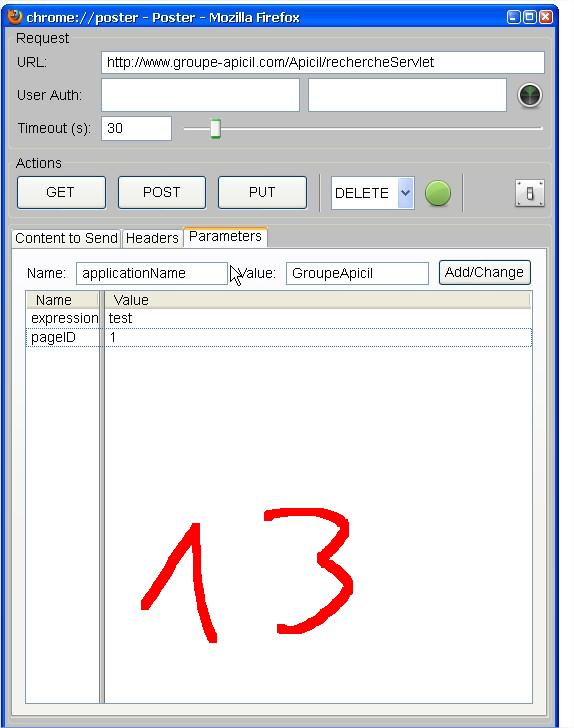 chrome://poster - Poster - Mozilla Firefox
Request
URL: http://www.groupe-apicil.com/Apicil/rechercheServlet
User Auth:
Timeout (s): 30
Actions
GET POST PUT DELETE
Content to Send Headers Parameters
Name: applicationName Value: GroupeApicil Add/Change
Name Value
expression test
pageID 1
13